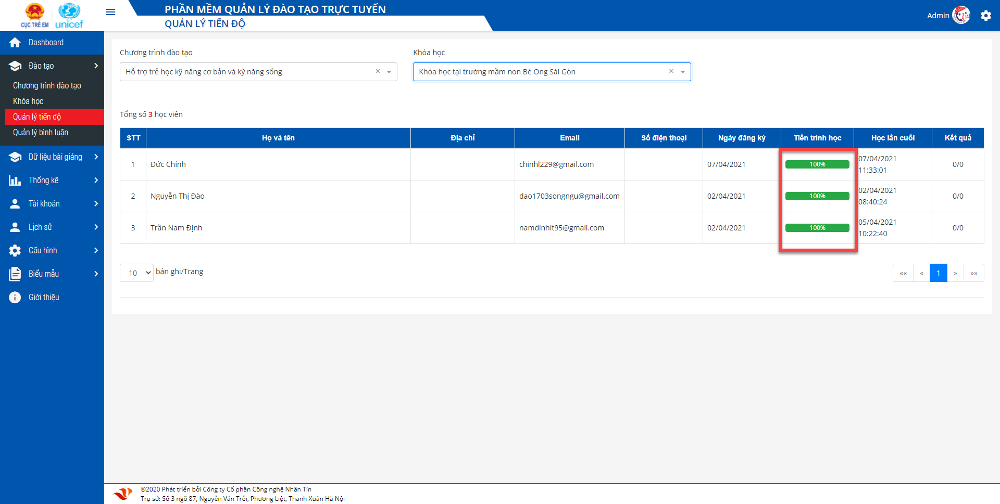 CỤC TRẺ EM unicef
PHẦN MỀM QUẢN LÝ ĐÀO TẠO TRỰC TUYẾN
QUẢN LÝ TIẾN ĐỘ
Admin
Dashboard
Đào tạo
Chương trình đào tạo
Khóa học
Quản lý tiến độ
Quản lý bình luận
Dữ liệu bài giảng
Thống kê
Tài khoản
Lịch sử
Cấu hình
Biểu mẫu
Giới thiệu
Chương trình đào tạo
Hỗ trợ trẻ học kỹ năng cơ bản và kỹ năng sống × 
Khóa học
Khóa học tại trường mầm non Bé Ong Sài Gòn ×
Tổng số 3 học viên
STT Họ và tên Địa chỉ Email Số điện thoại Ngày đăng ký Tiến trình học Học lần cuối Kết quả
1 Đức Chính chinhl229@gmail.com 07/04/2021 100% 07/04/2021 11:33:01 0/0
2 Nguyễn Thị Đào dao1703songngu@gmail.com 02/04/2021 100% 02/04/2021 08:40:24 0/0
3 Trần Nam Định namdinhit95@gmail.com 02/04/2021 100% 05/04/2021 10:22:40 0/0
10 bản ghi/Trang
«« « 1 » »»
©2020 Phát triển bởi Công ty Cổ phần Công nghệ Nhân Tín
Trụ sở: Số 3 ngõ 87, Nguyễn Văn Trỗi, Phương Liệt, Thanh Xuân Hà Nội